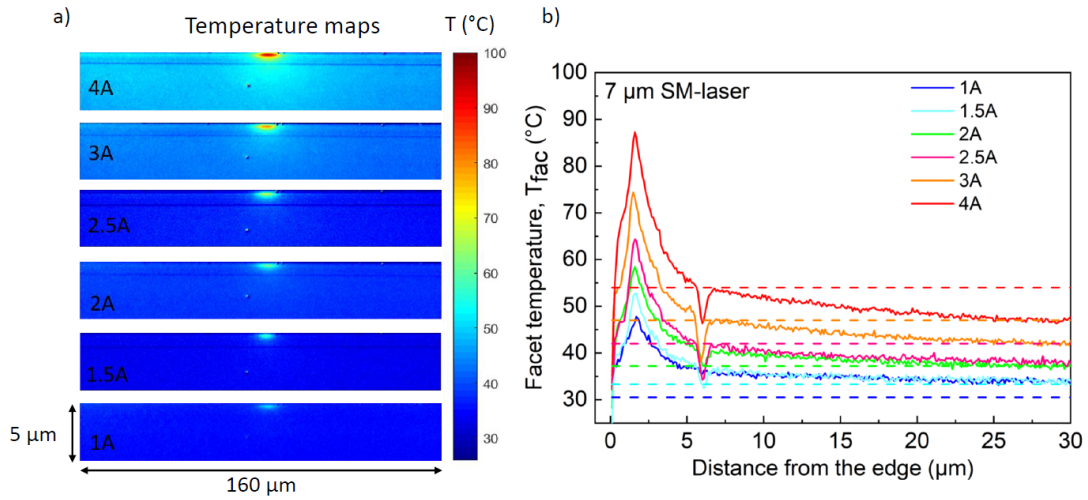 a)
Temperature maps
T (°C)
4A
3A
2.5A
2A
1.5A
1A
5 µm
160 µm
100
90
80
70
60
50
40
30
b)
7 µm SM-laser
1A
1.5A
2A
2.5A
3A
4A
Facet temperature, T_fac (°C)
100
90
80
70
60
50
40
30
0
5
10
15
20
25
30
Distance from the edge (µm)